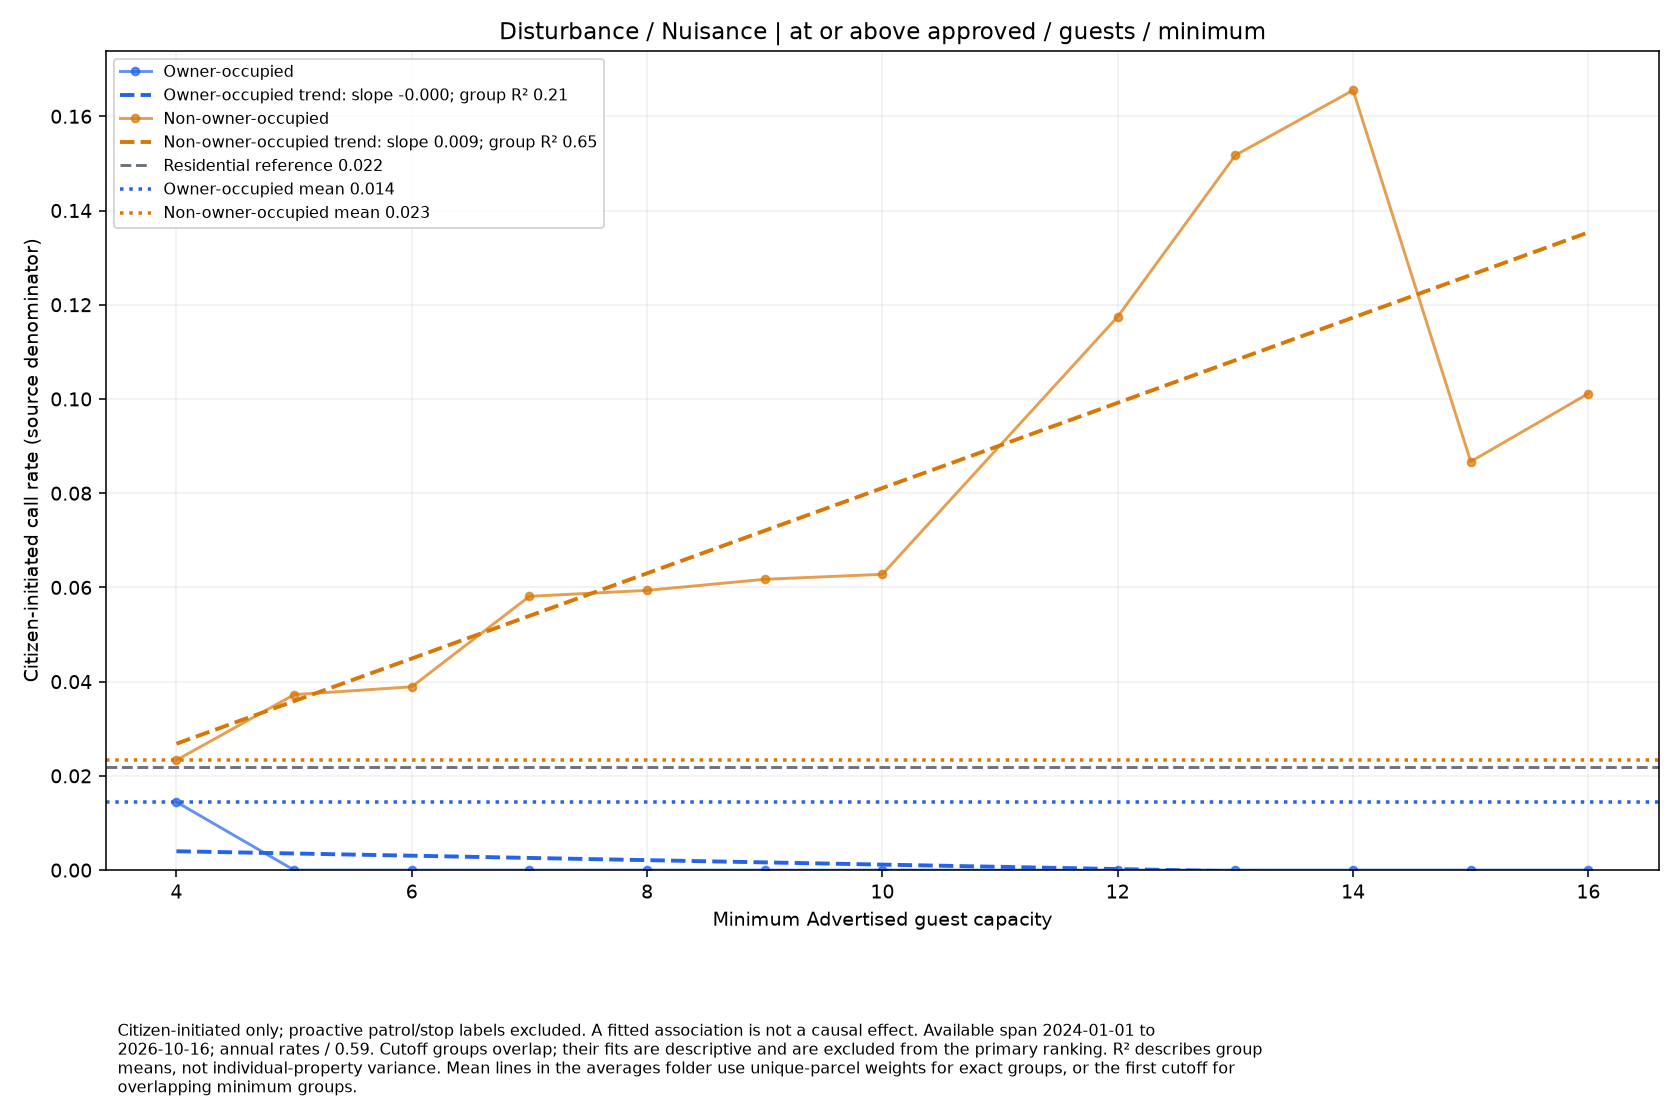 Disturbance / Nuisance | at or above approved / guests / minimum
Owner-occupied
Owner-occupied trend: slope -0.000; group R² 0.21
Non-owner-occupied
Non-owner-occupied trend: slope 0.009; group R² 0.65
Residential reference 0.022
Owner-occupied mean 0.014
Non-owner-occupied mean 0.023
Citizen-initiated call rate (source denominator)
0.16
0.14
0.12
0.10
0.08
0.06
0.04
0.02
0.00
4 6 8 10 12 14 16
Minimum Advertised guest capacity
Citizen-initiated only; proactive patrol/stop labels excluded. A fitted association is not a causal effect. Available span 2024-01-01 to
2026-10-16; annual rates / 0.59. Cutoff groups overlap; their fits are descriptive and are excluded from the primary ranking. R² describes group
means, not individual-property variance. Mean lines in the averages folder use unique-parcel weights for exact groups, or the first cutoff for
overlapping minimum groups.